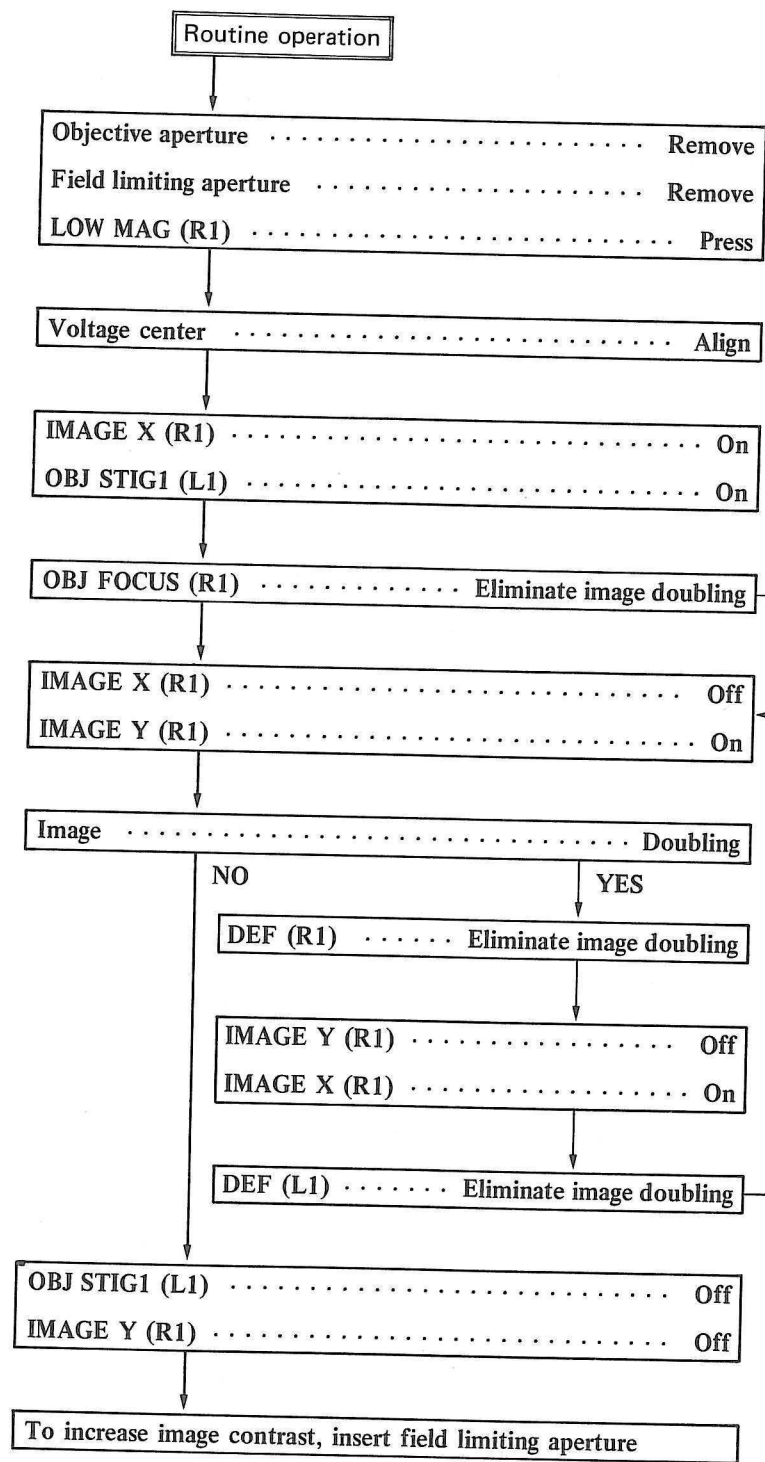 Routine operation
Objective aperture . . . . . . . . . . . . . . . . . . . . . . . Remove
Field limiting aperture . . . . . . . . . . . . . . . . . . . . Remove
LOW MAG (R1) . . . . . . . . . . . . . . . . . . . . . . . . . . Press
Voltage center . . . . . . . . . . . . . . . . . . . . . . . . . . . Align
IMAGE X (R1) . . . . . . . . . . . . . . . . . . . . . . . . . . . . . On
OBJ STIG1 (L1) . . . . . . . . . . . . . . . . . . . . . . . . . . . On
OBJ FOCUS (R1) . . . . . . . . . . . . . Eliminate image doubling
IMAGE X (R1) . . . . . . . . . . . . . . . . . . . . . . . . . . . . Off
IMAGE Y (R1) . . . . . . . . . . . . . . . . . . . . . . . . . . . . . On
Image . . . . . . . . . . . . . . . . . . . . . . . . . . . . . . Doubling
NO YES
DEF (R1) . . . . . . Eliminate image doubling
IMAGE Y (R1) . . . . . . . . . . . . . . . . Off
IMAGE X (R1) . . . . . . . . . . . . . . . . . On
DEF (L1) . . . . . . . Eliminate image doubling
OBJ STIG1 (L1) . . . . . . . . . . . . . . . . . . . . . . . . . . . Off
IMAGE Y (R1) . . . . . . . . . . . . . . . . . . . . . . . . . . . . Off
To increase image contrast, insert field limiting aperture